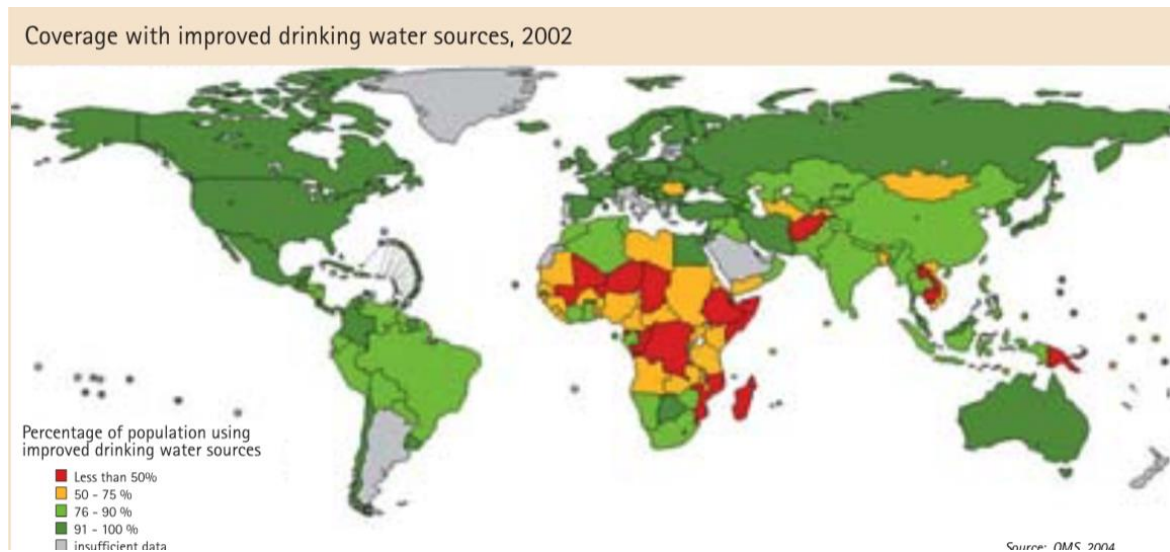 Coverage with improved drinking water sources, 2002
Percentage of population using
improved drinking water sources
Less than 50%
50 - 75 %
76 - 90 %
91 - 100 %
insufficient data
Source: OMS, 2004